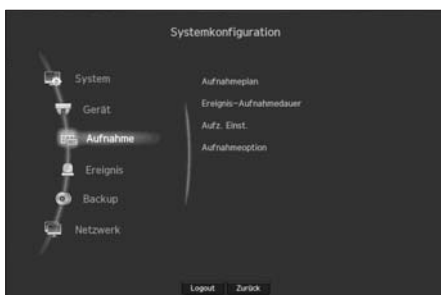 Systemkonfiguration
System
Gerät
Aufnahme
Ereignis
Backup
Netzwerk
Aufnahmeplan
Ereignis-Aufnahmedauer
Aufz. Einst.
Aufnahmeoption
Logout Zurück